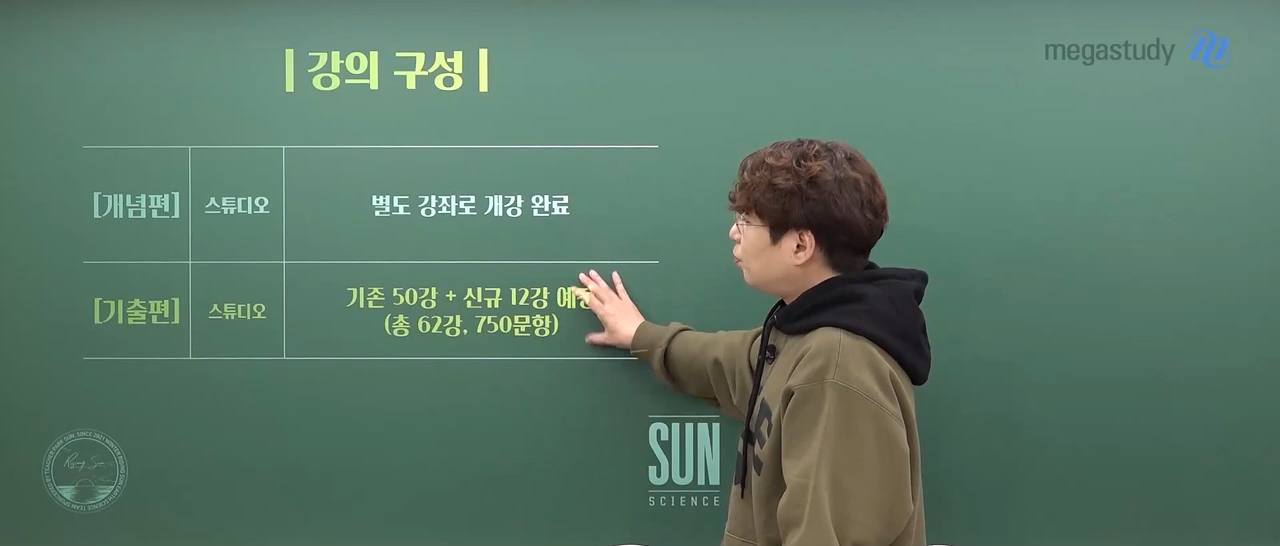 | 강의 구성 |
megastudy
[개념편] 스튜디오 별도 강좌로 개강 완료
[기출편] 스튜디오 기존 50강 + 신규 12강
(총 62강, 750문항)
SUN
SCIENCE
Rising Sun